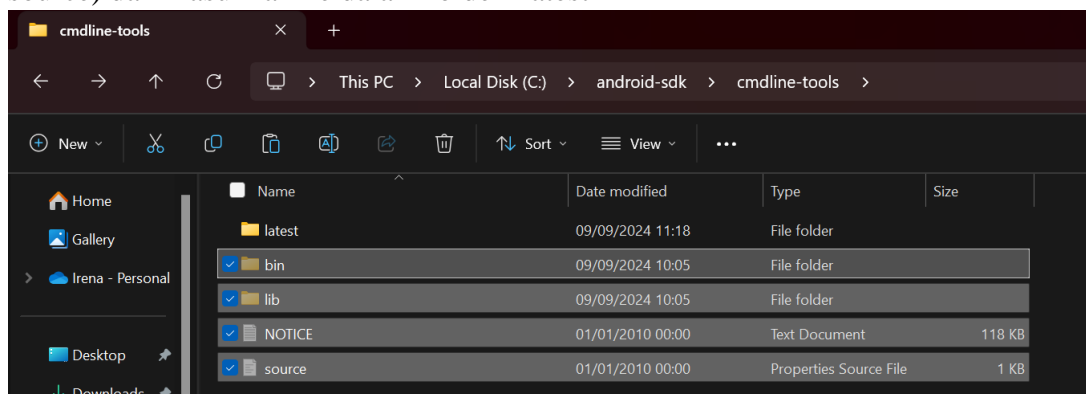 cmdline-tools
This PC > Local Disk (C:) > android-sdk > cmdline-tools >
New Sort View
Name Date modified Type Size
Home
latest 09/09/2024 11:18 File folder
Gallery
bin 09/09/2024 10:05 File folder
Irena - Personal
lib 09/09/2024 10:05 File folder
NOTICE 01/01/2010 00:00 Text Document 118 KB
Desktop
source 01/01/2010 00:00 Properties Source File 1 KB
Downloads